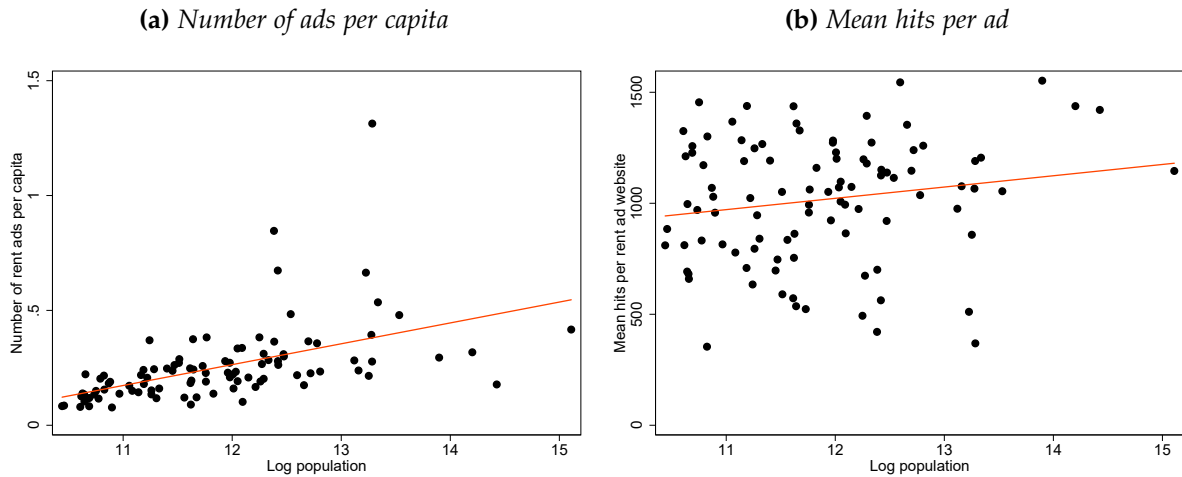 (a) Number of ads per capita
Number of rent ads per capita
1.5
1
.5
0
11 12 13 14 15
Log population
(b) Mean hits per ad
Mean hits per rent ad website
1500
1000
500
0
11 12 13 14 15
Log population